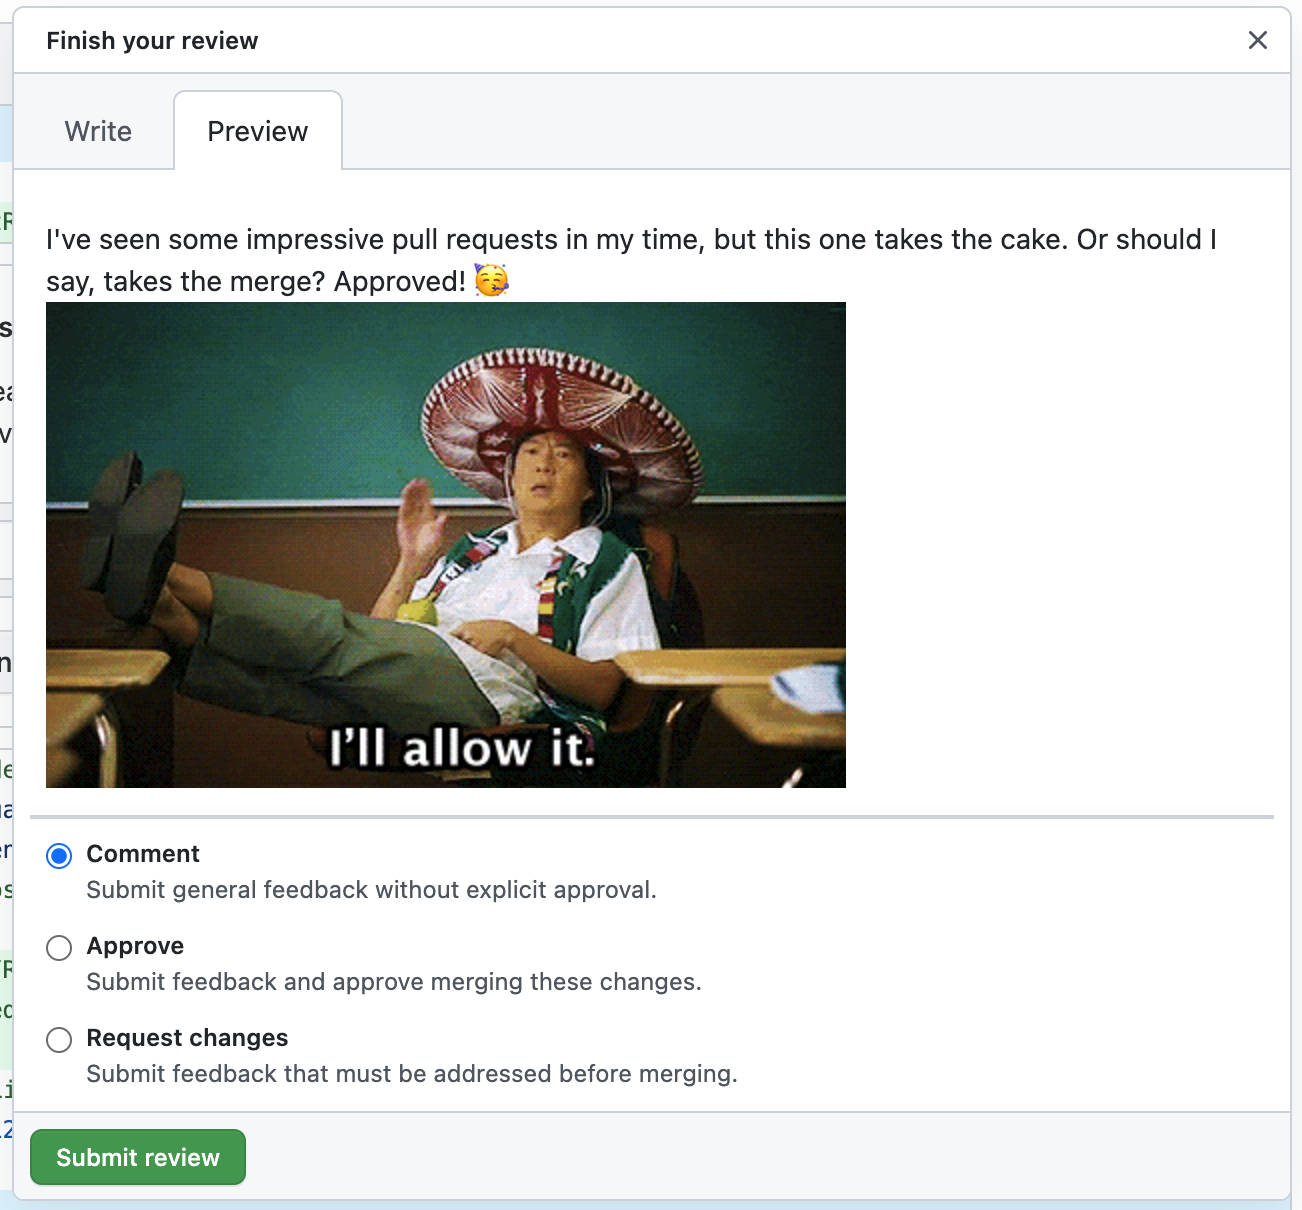 Finish your review
Write
Preview
I've seen some impressive pull requests in my time, but this one takes the cake. Or should I
say, takes the merge? Approved! 🥳
I'll allow it.
Comment
Submit general feedback without explicit approval.
Approve
Submit feedback and approve merging these changes.
Request changes
Submit feedback that must be addressed before merging.
Submit review